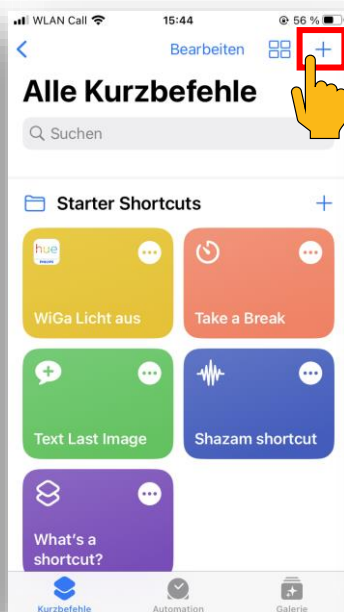 WLAN Call 15:44 56 %
Bearbeiten
Alle Kurzbefehle
Suchen
Starter Shortcuts
hue
PHILIPS
WiGa Licht aus
Take a Break
Text Last Image
Shazam shortcut
What's a
shortcut?
Kurzbefehle Automation Galerie